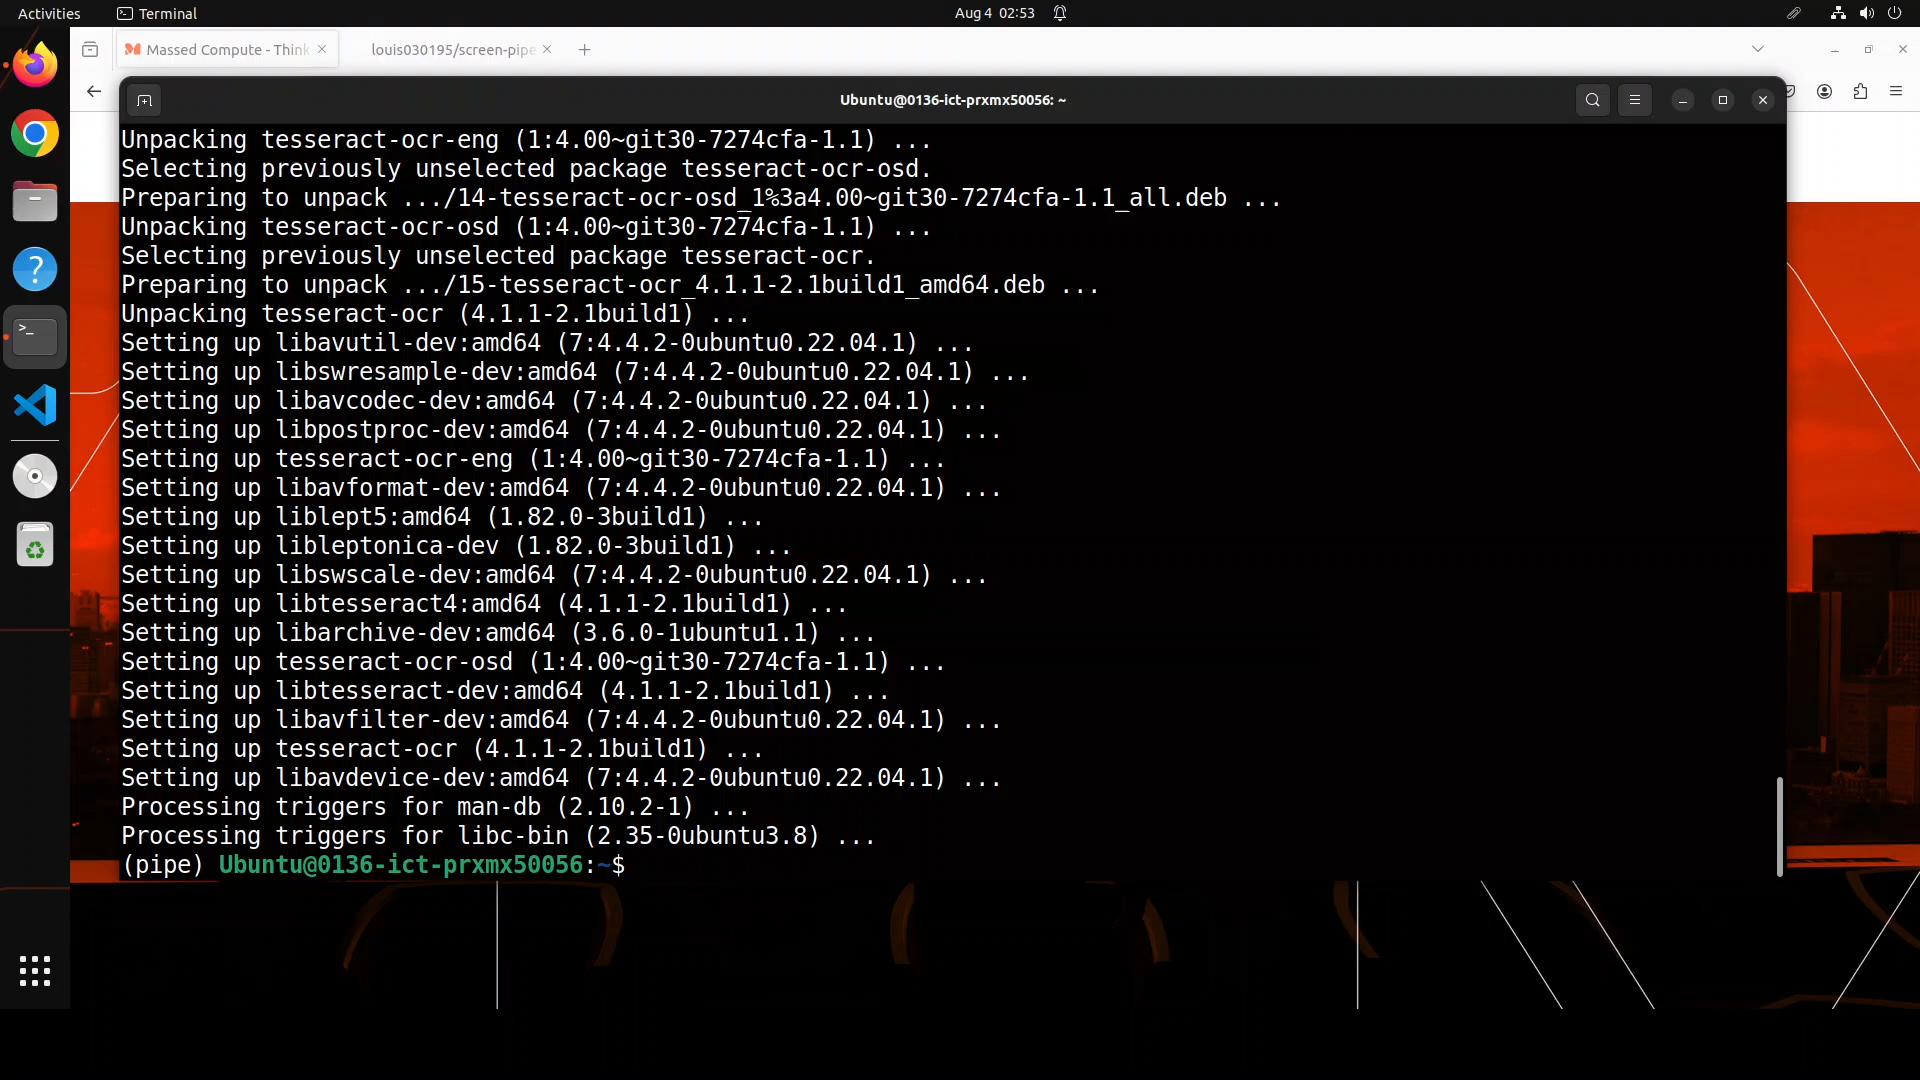 Activities
Terminal
Aug 4 02:53
Massed Compute - Think
louis030195/screen-pipe
Ubuntu@0136-ict-prxmx50056: ~
Unpacking tesseract-ocr-eng (1:4.00~git30-7274cfa-1.1) ...
Selecting previously unselected package tesseract-ocr-osd.
Preparing to unpack .../14-tesseract-ocr-osd_1%3a4.00~git30-7274cfa-1.1_all.deb ...
Unpacking tesseract-ocr-osd (1:4.00~git30-7274cfa-1.1) ...
Selecting previously unselected package tesseract-ocr.
Preparing to unpack .../15-tesseract-ocr_4.1.1-2.1build1_amd64.deb ...
Unpacking tesseract-ocr (4.1.1-2.1build1) ...
Setting up libavutil-dev:amd64 (7:4.4.2-0ubuntu0.22.04.1) ...
Setting up libswresample-dev:amd64 (7:4.4.2-0ubuntu0.22.04.1) ...
Setting up libavcodec-dev:amd64 (7:4.4.2-0ubuntu0.22.04.1) ...
Setting up libpostproc-dev:amd64 (7:4.4.2-0ubuntu0.22.04.1) ...
Setting up tesseract-ocr-eng (1:4.00~git30-7274cfa-1.1) ...
Setting up libavformat-dev:amd64 (7:4.4.2-0ubuntu0.22.04.1) ...
Setting up liblept5:amd64 (1.82.0-3build1) ...
Setting up libleptonica-dev (1.82.0-3build1) ...
Setting up libswscale-dev:amd64 (7:4.4.2-0ubuntu0.22.04.1) ...
Setting up libtesseract4:amd64 (4.1.1-2.1build1) ...
Setting up libarchive-dev:amd64 (3.6.0-1ubuntu1.1) ...
Setting up tesseract-ocr-osd (1:4.00~git30-7274cfa-1.1) ...
Setting up libtesseract-dev:amd64 (4.1.1-2.1build1) ...
Setting up libavfilter-dev:amd64 (7:4.4.2-0ubuntu0.22.04.1) ...
Setting up tesseract-ocr (4.1.1-2.1build1) ...
Setting up libavdevice-dev:amd64 (7:4.4.2-0ubuntu0.22.04.1) ...
Processing triggers for man-db (2.10.2-1) ...
Processing triggers for libc-bin (2.35-0ubuntu3.8) ...
(pipe) Ubuntu@0136-ict-prxmx50056:~$